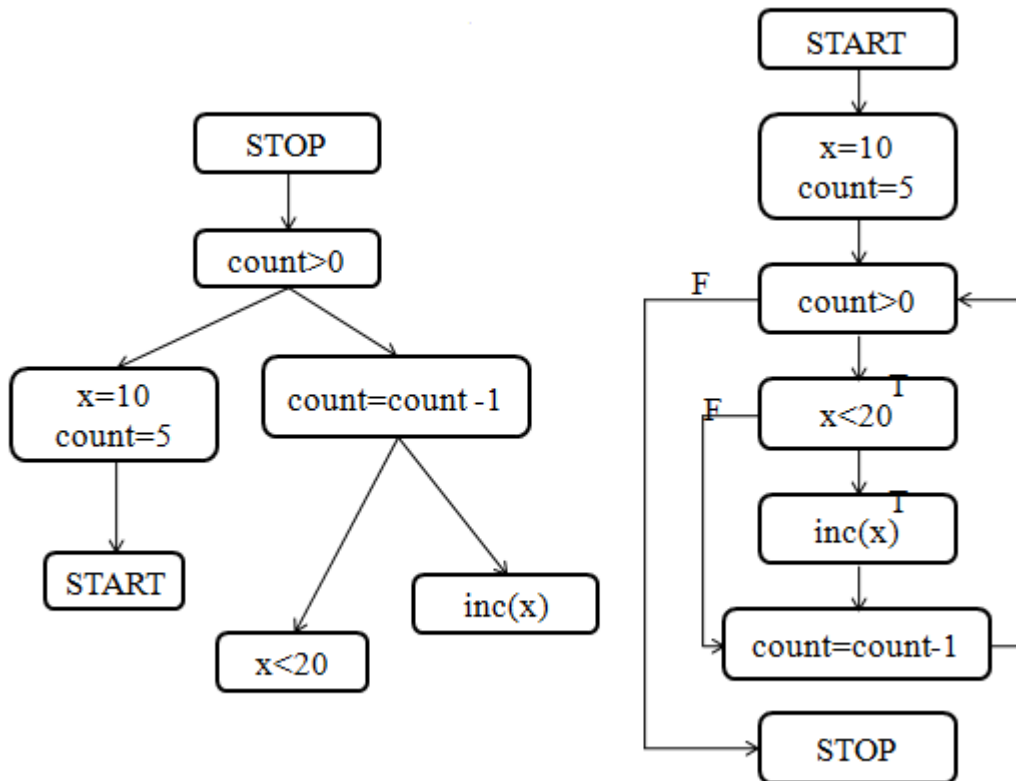 STOP
count>0
x=10
count=5
count=count -1
START
inc(x)
x<20
START
x=10
count=5
F
count>0
T
F
x<20
T
inc(x)
count=count-1
STOP